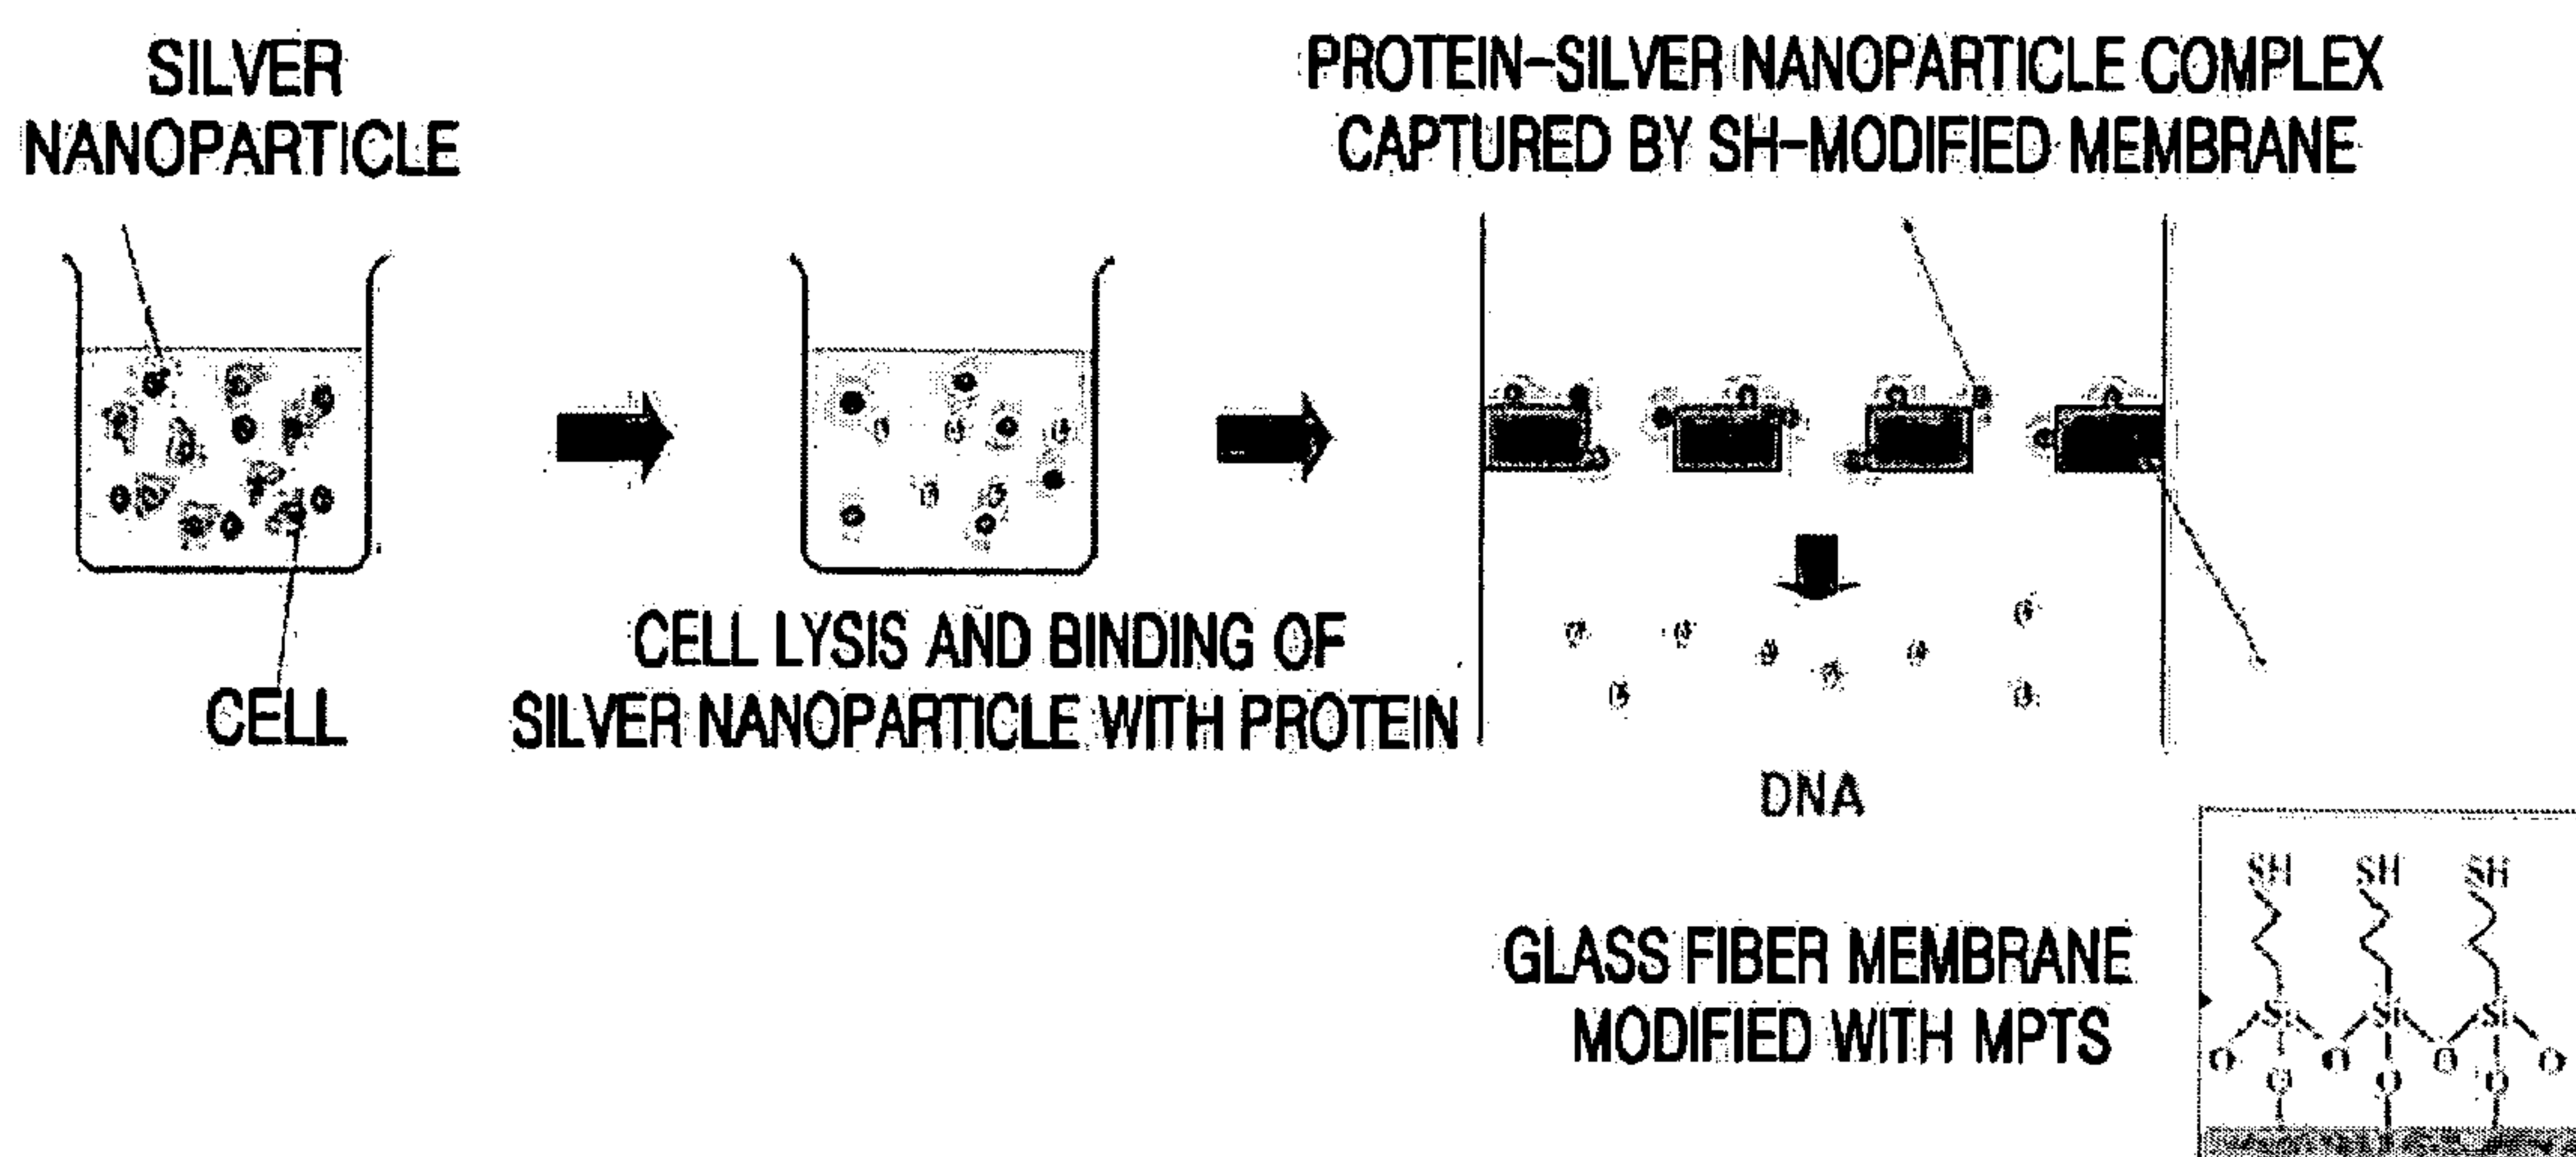 SILVER
NANOPARTICLE
CELL
CELL LYSIS AND BINDING OF
SILVER NANOPARTICLE WITH PROTEIN
PROTEIN-SILVER NANOPARTICLE COMPLEX
CAPTURED BY SH-MODIFIED MEMBRANE
DNA
GLASS FIBER MEMBRANE
MODIFIED WITH MPTS
SH SH SH
Si Si Si
O O O O
O O O